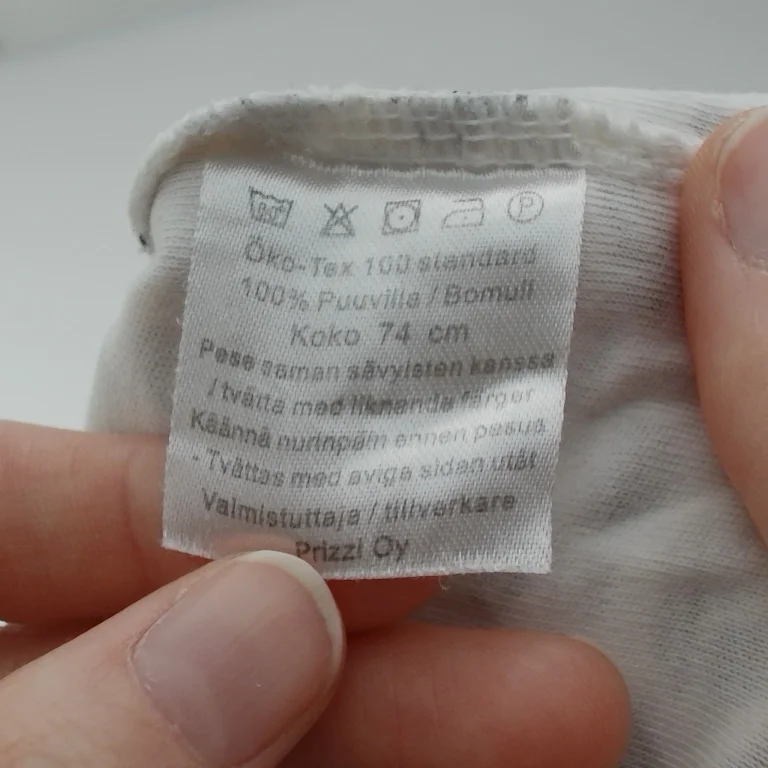 60° P
Öko-Tex 100 standard
100% Puuvilla / Bomull
Koko 74 cm
Pese saman sävyisten kanssa
/ tvätta med liknande färger
Käännä nurinpäin ennen pesua
- Tvättas med aviga sidan utåt
Valmistuttaja / tillverkare
Prizzi Oy